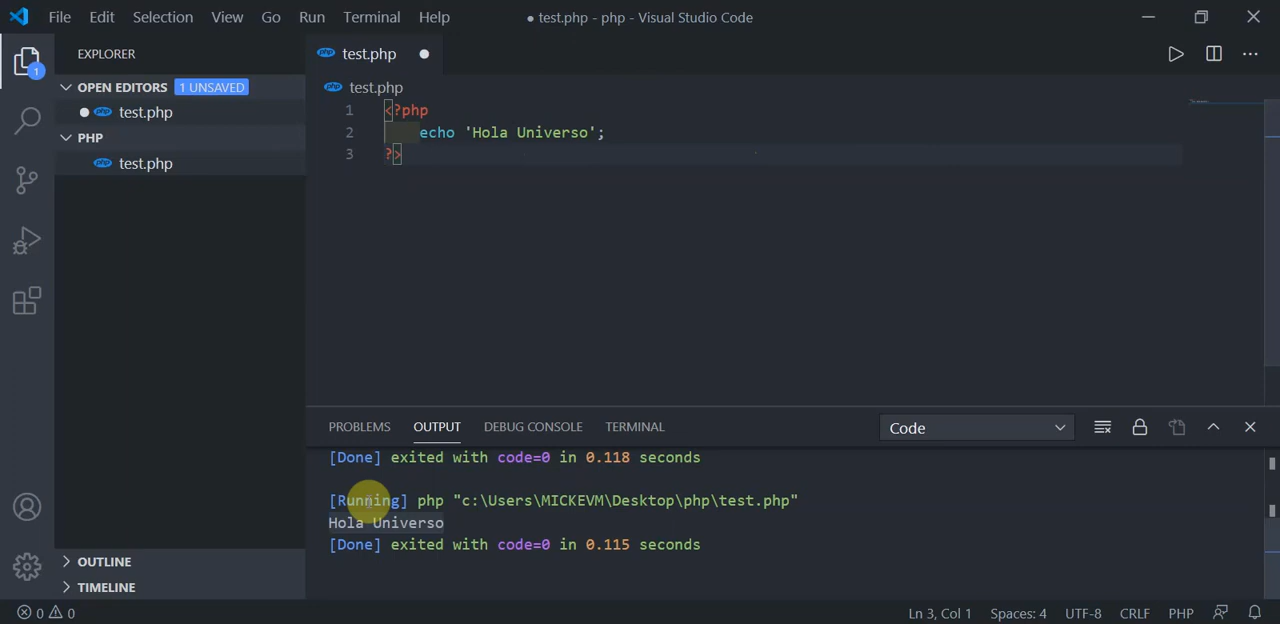 File Edit Selection View Go Run Terminal Help ● test.php - php - Visual Studio Code
EXPLORER
test.php
1
OPEN EDITORS 1 UNSAVED
test.php
test.php
PHP
test.php
1 <?php
2 echo 'Hola Universo';
3 ?>
PROBLEMS OUTPUT DEBUG CONSOLE TERMINAL Code
[Done] exited with code=0 in 0.118 seconds
[Running] php "c:\Users\MICKEVM\Desktop\php\test.php"
Hola Universo
[Done] exited with code=0 in 0.115 seconds
OUTLINE
TIMELINE
0 0 Ln 3, Col 1 Spaces: 4 UTF-8 CRLF PHP